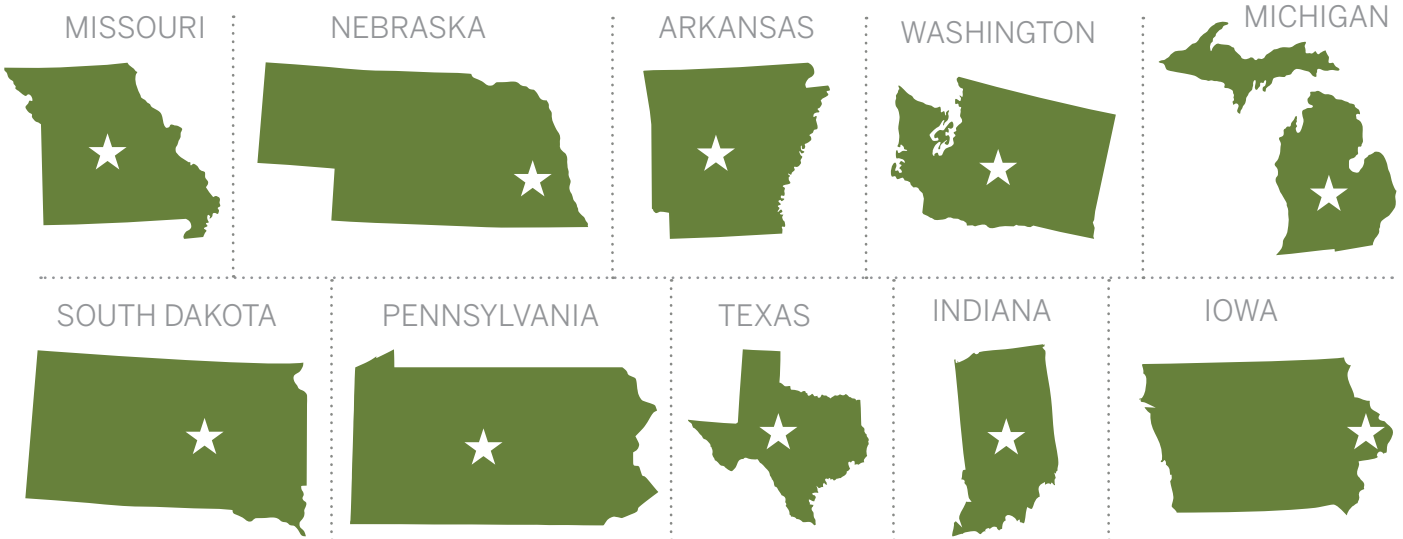 MISSOURI
NEBRASKA
ARKANSAS
WASHINGTON
MICHIGAN
SOUTH DAKOTA
PENNSYLVANIA
TEXAS
INDIANA
IOWA